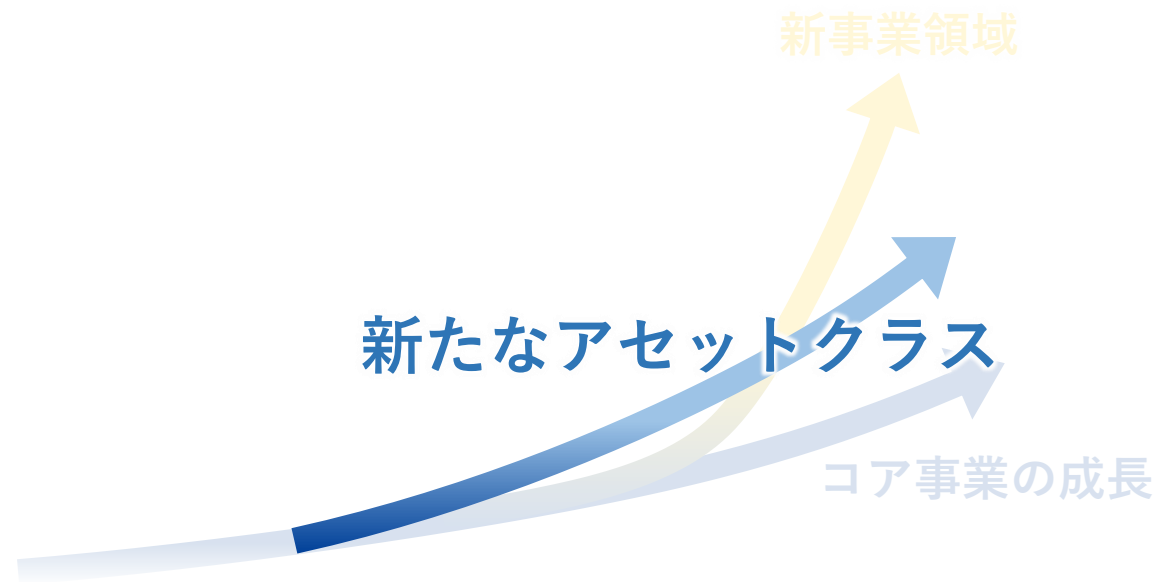 新事業領域
新たなアセットクラス
コア事業の成長